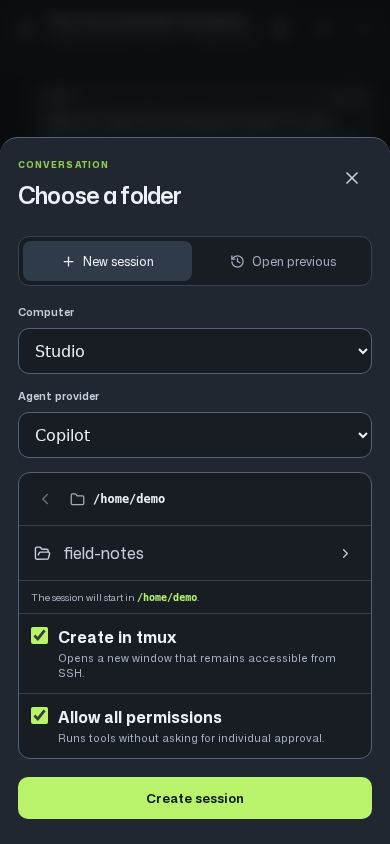 CONVERSATION
Choose a folder
New session
Open previous
Computer
Studio
Agent provider
Copilot
/home/demo
field-notes
The session will start in /home/demo.
Create in tmux
Opens a new window that remains accessible from
SSH.
Allow all permissions
Runs tools without asking for individual approval.
Create session